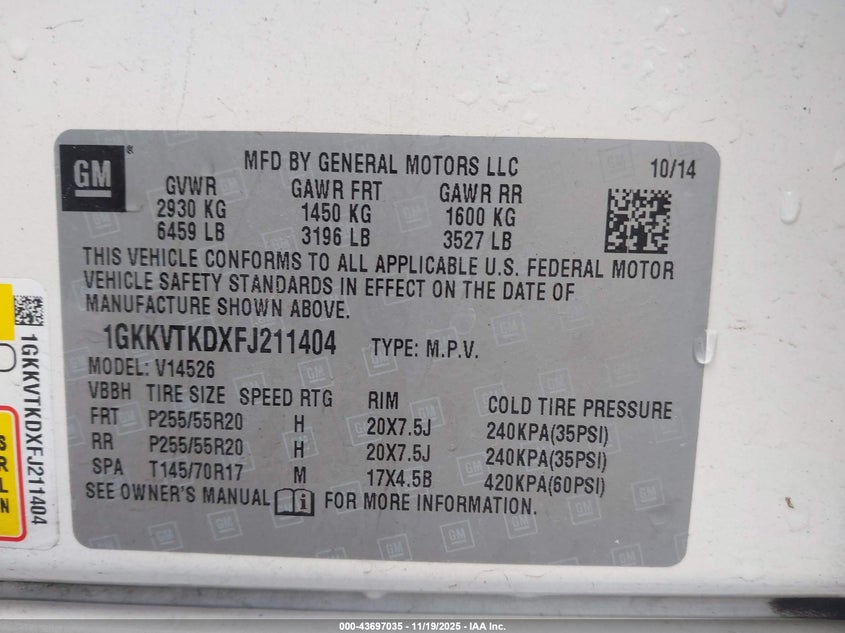 GM
®
MFD BY GENERAL MOTORS LLC
10/14
GVWR GAWR FRT GAWR RR
2930 KG 1450 KG 1600 KG
6459 LB 3196 LB 3527 LB
THIS VEHICLE CONFORMS TO ALL APPLICABLE U.S. FEDERAL MOTOR
VEHICLE SAFETY STANDARDS IN EFFECT ON THE DATE OF
MANUFACTURE SHOWN ABOVE.
1GKKVTKDXFJ211404 TYPE: M.P.V.
MODEL: V14526
VBBH TIRE SIZE SPEED RTG RIM COLD TIRE PRESSURE
FRT P255/55R20 H 20X7.5J 240KPA(35PSI)
RR P255/55R20 H 20X7.5J 240KPA(35PSI)
SPA T145/70R17 M 17X4.5B 420KPA(60PSI)
SEE OWNER'S MANUAL i FOR MORE INFORMATION.
1GKKVTKDXFJ211404
S
R
L
N
000-43697035 - 11/19/2025 - IAA Inc.